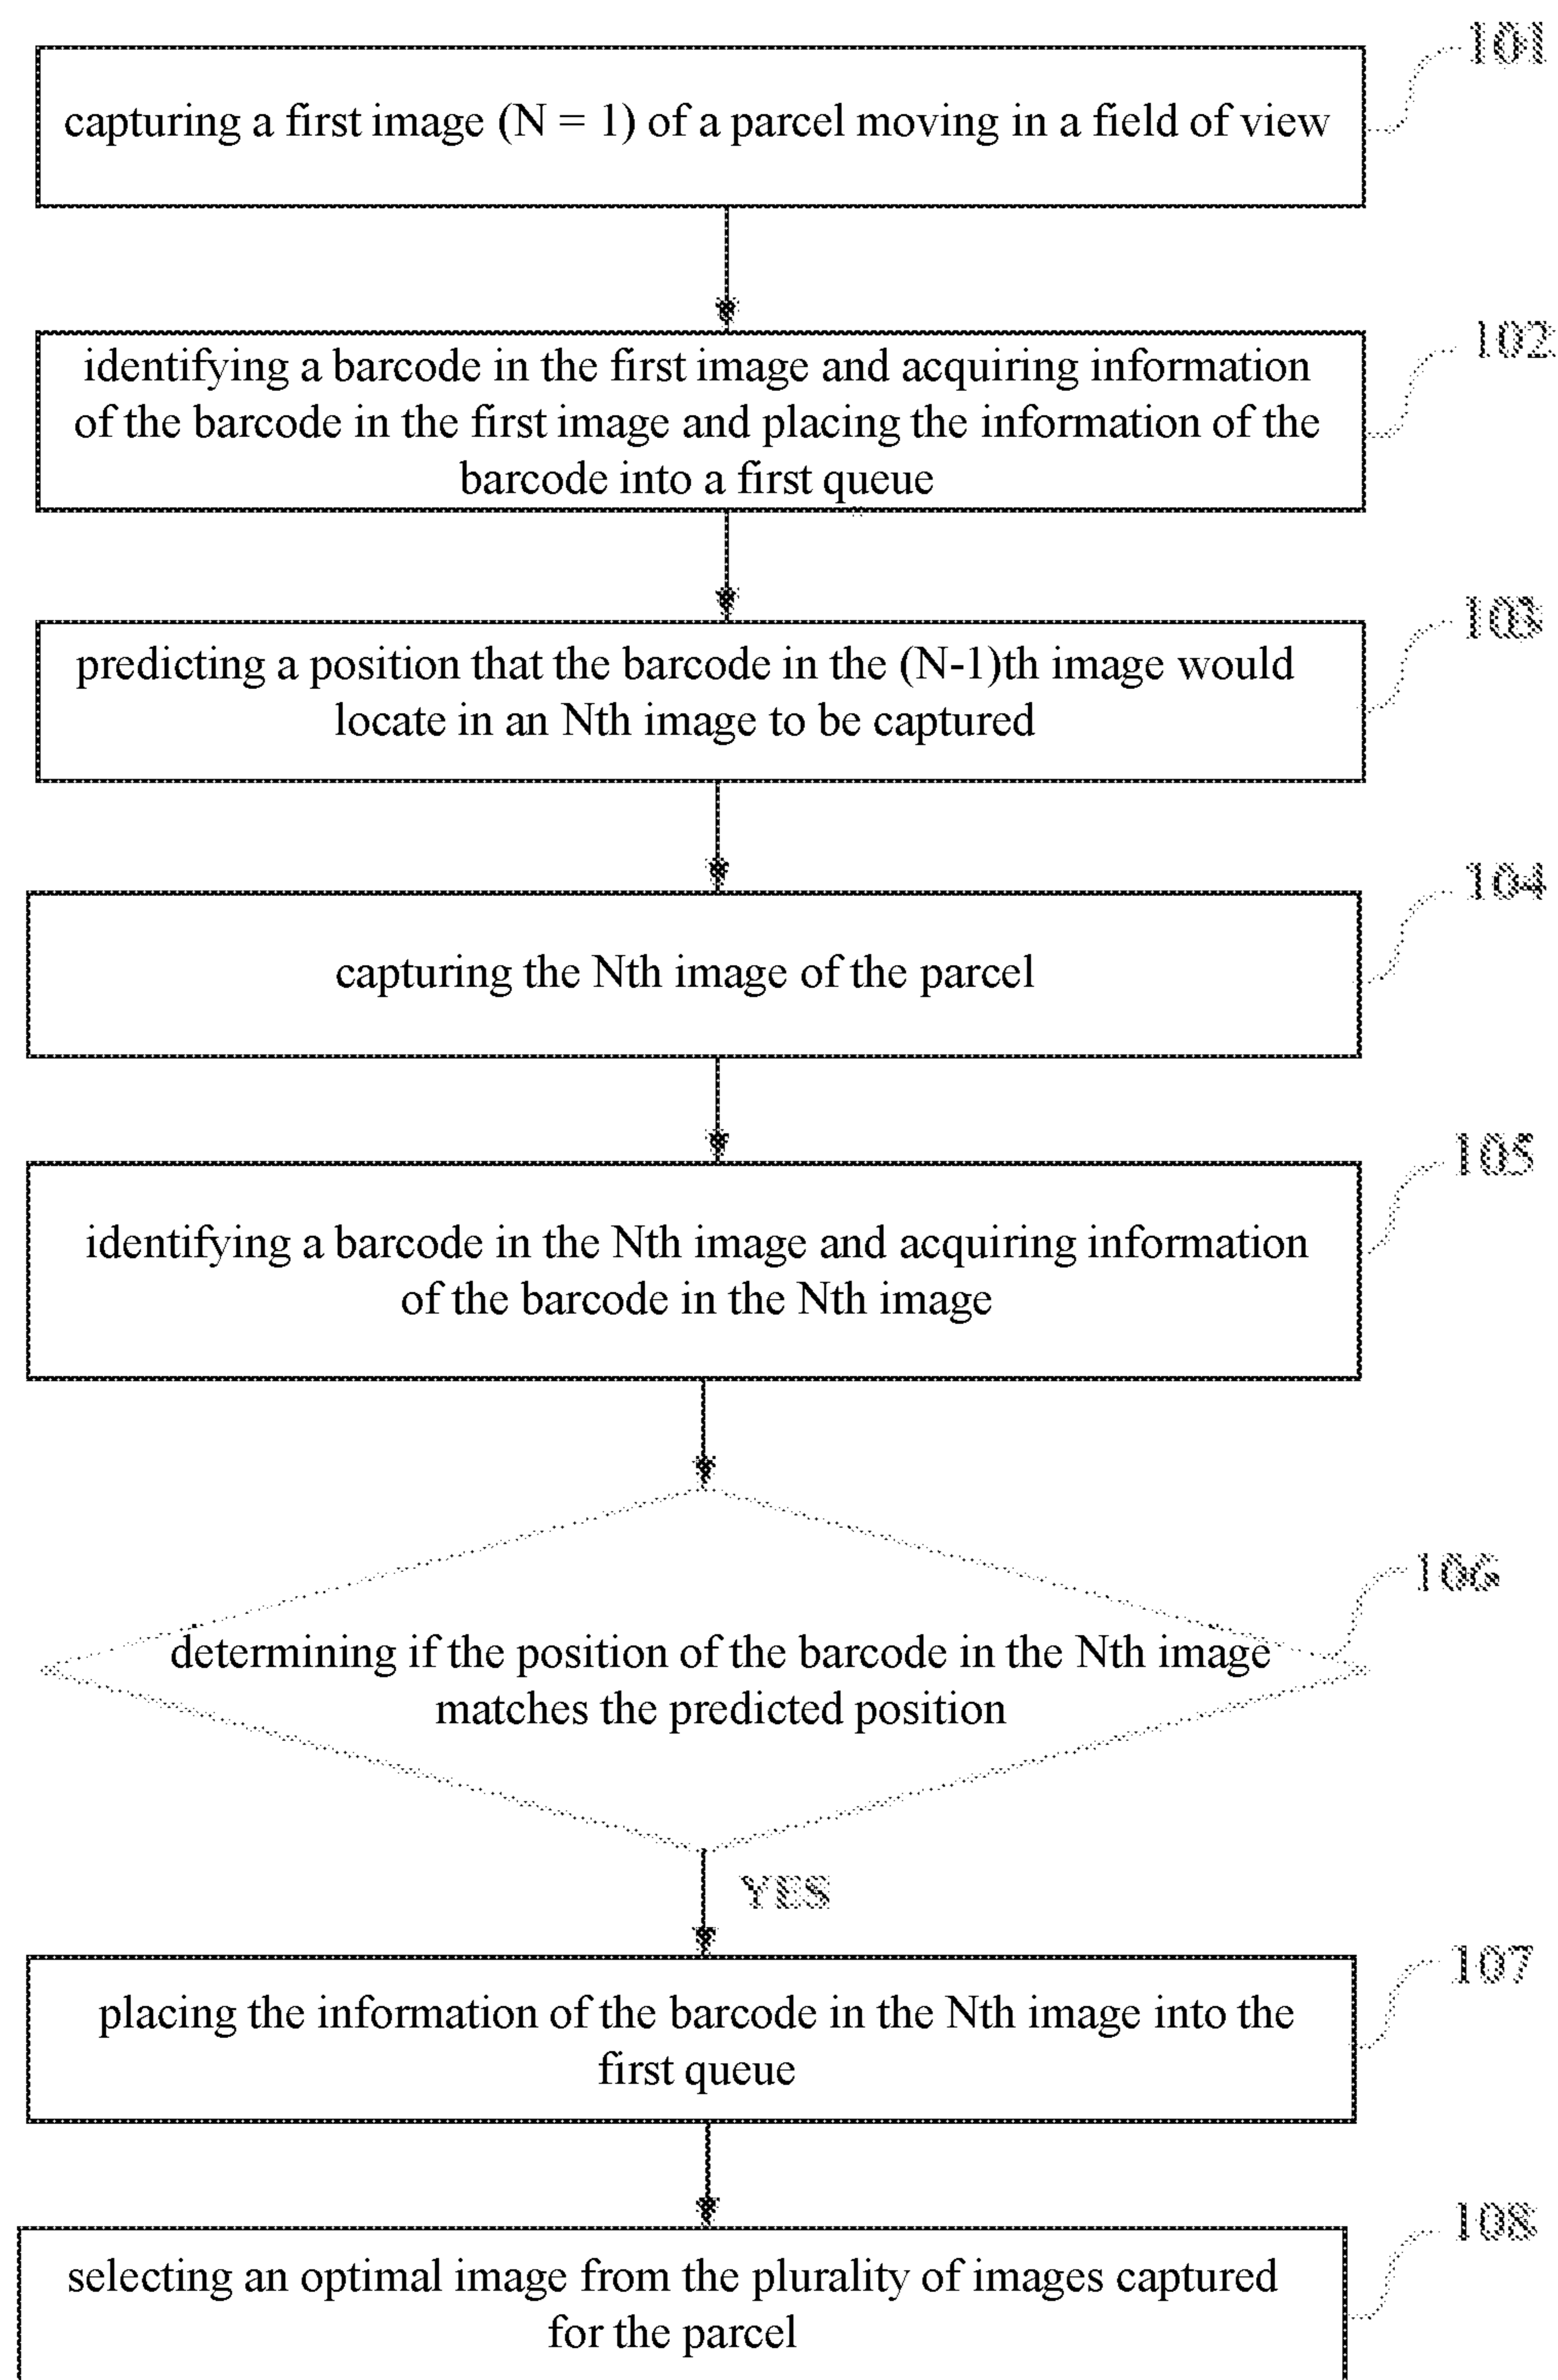 101
capturing a first image (N = 1) of a parcel moving in a field of view
102
identifying a barcode in the first image and acquiring information
of the barcode in the first image and placing the information of the
barcode into a first queue
103
predicting a position that the barcode in the (N-1)th image would
locate in an Nth image to be captured
104
capturing the Nth image of the parcel
105
identifying a barcode in the Nth image and acquiring information
of the barcode in the Nth image
106
determining if the position of the barcode in the Nth image
matches the predicted position
YES
107
placing the information of the barcode in the Nth image into the
first queue
108
selecting an optimal image from the plurality of images captured
for the parcel